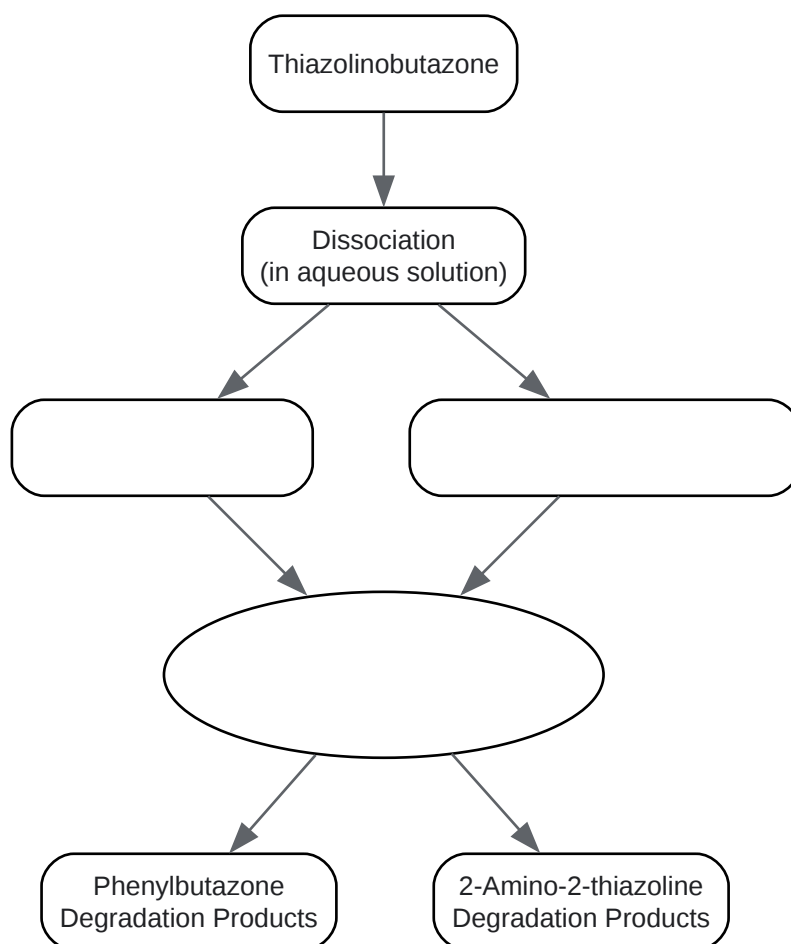 Thiazolinobutazone
Dissociation
(in aqueous solution)
Phenylbutazone
Degradation Products
2-Amino-2-thiazoline
Degradation Products